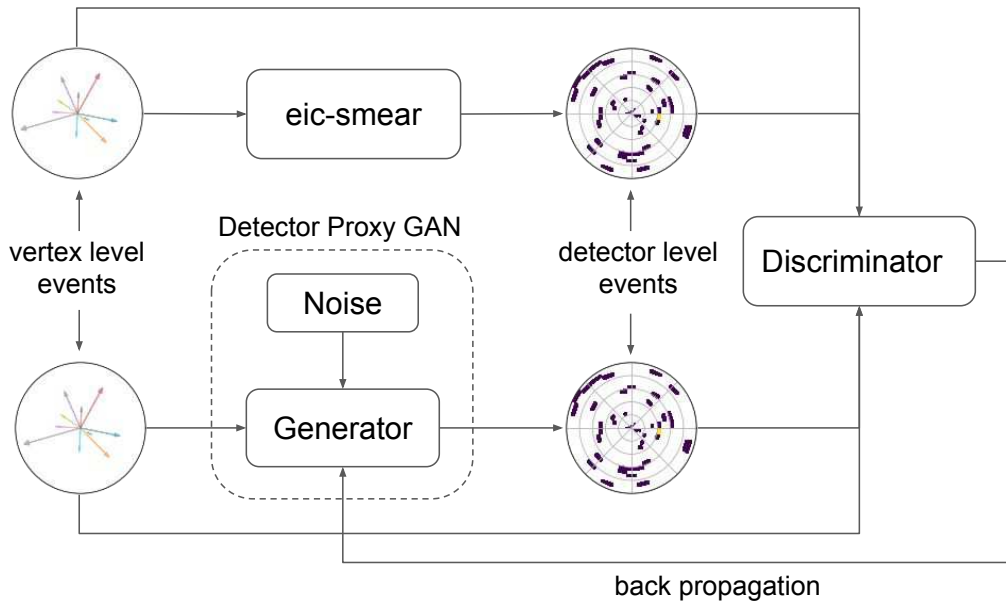 eic-smear
Detector Proxy GAN
vertex level
events
detector level
events
Discriminator
Noise
Generator
back propagation